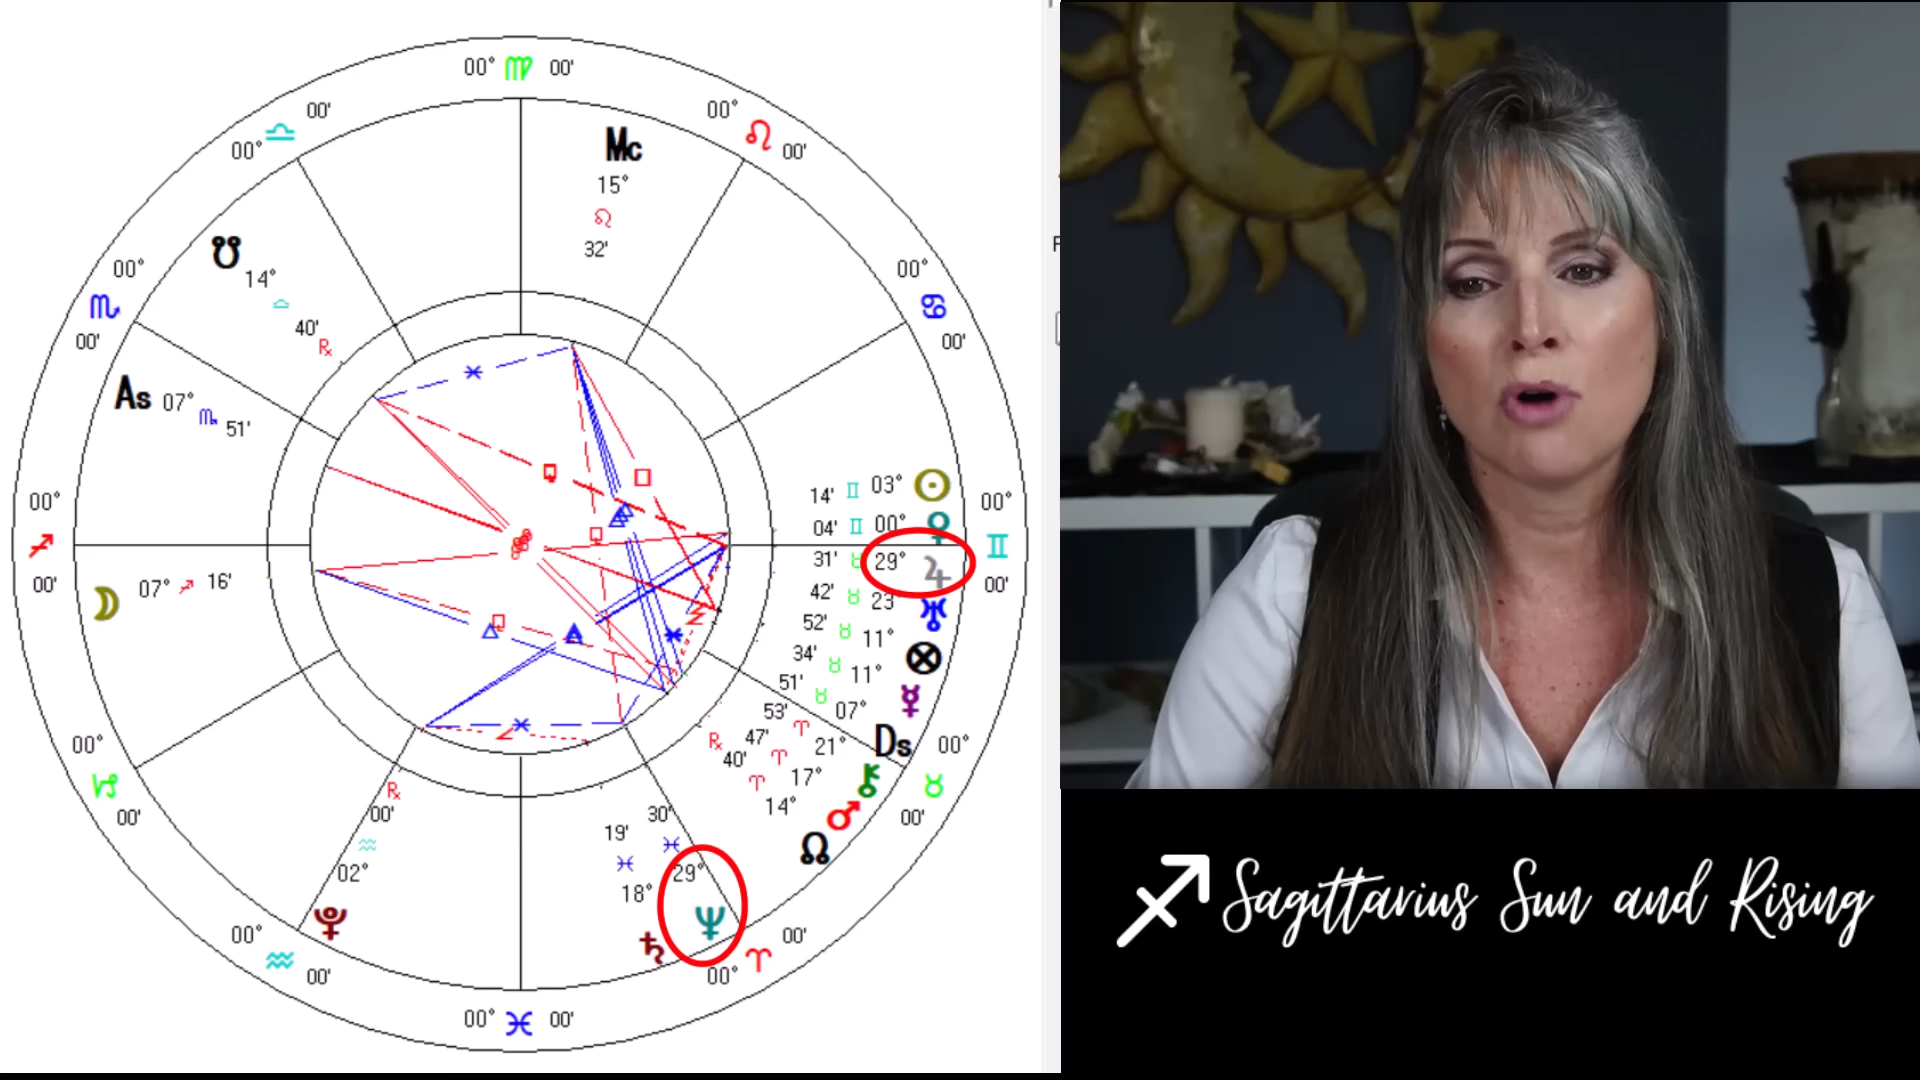 00° ♍ 00'
00' 00°
00° ♎ ♌ 00'
Mc
15°
♌
32'
☋ 14°
♎
40'
℞
00° 00°
♏ ♋
00' 00'
As 07° ♏ 51'
00° 00°
♐ ♊
00' 00'
☽ 07° ♐ 16'
14' ♊ 03° ☉
04' ♊ 00° ♀
31' ♉ 29° ♃
42' ♉ 23 ♅
52' ♉ 11° ⊗
34' ♉ 11° ☿
51' ♉ 07° Ds
53' ♈ 21° ⚷
℞ 47' ♈ 17° ♂
40' ♈ 14° ☊
00° 00°
♑ ♉
00' 00'
℞
00'
♒
02°
♇
19' 30'
♓ ♓
18° 29°
♄ ♆
00° 00'
♒ ♈
00' 00°
00° ♓ 00'
F
♐ Sagittarius Sun and Rising